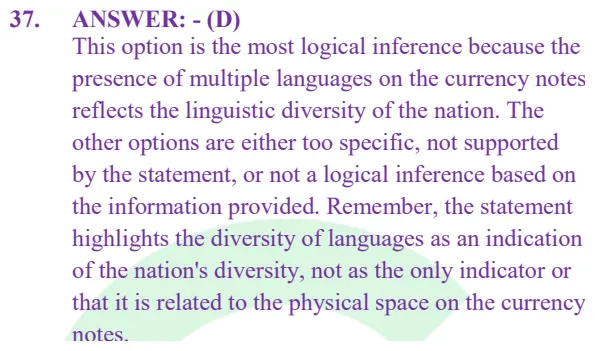 37. ANSWER: - (D)
This option is the most logical inference because the
presence of multiple languages on the currency notes
reflects the linguistic diversity of the nation. The
other options are either too specific, not supported
by the statement, or not a logical inference based on
the information provided. Remember, the statement
highlights the diversity of languages as an indication
of the nation's diversity, not as the only indicator or
that it is related to the physical space on the currency
notes.